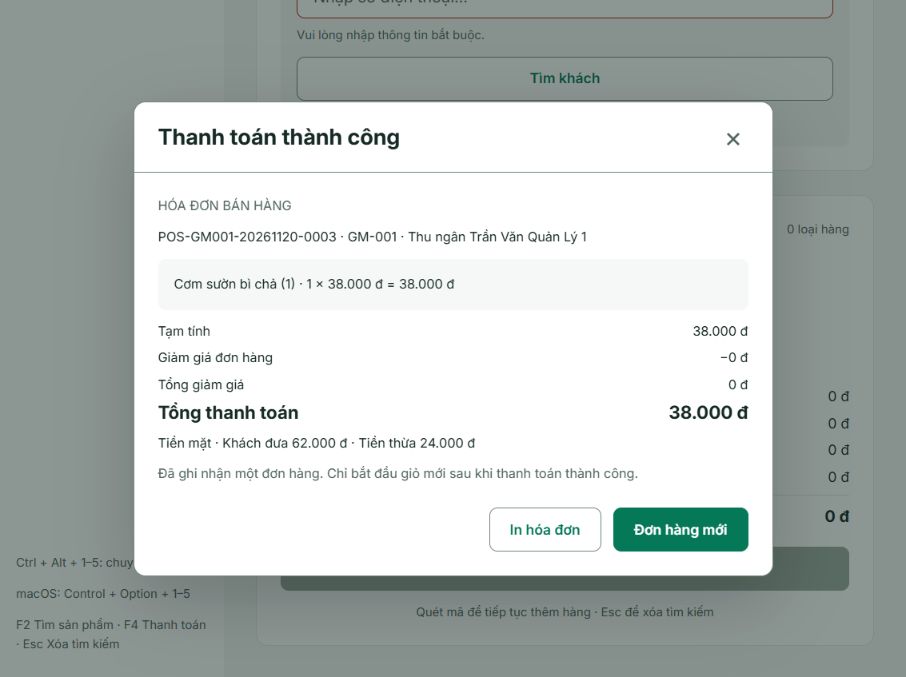 Nhập số điện thoại...
Vui lòng nhập thông tin bắt buộc.
Tìm khách
Thanh toán thành công
HÓA ĐƠN BÁN HÀNG
POS-GM001-20261120-0003 · GM-001 · Thu ngân Trần Văn Quản Lý 1
Cơm sườn bì chả (1) · 1 × 38.000 đ = 38.000 đ
Tạm tính 38.000 đ
Giảm giá đơn hàng −0 đ
Tổng giảm giá 0 đ
Tổng thanh toán 38.000 đ
Tiền mặt · Khách đưa 62.000 đ · Tiền thừa 24.000 đ
Đã ghi nhận một đơn hàng. Chỉ bắt đầu giỏ mới sau khi thanh toán thành công.
In hóa đơn
Đơn hàng mới
0 loại hàng
0 đ
0 đ
0 đ
0 đ
0 đ
Quét mã để tiếp tục thêm hàng · Esc để xóa tìm kiếm
Ctrl + Alt + 1–5: chuy
macOS: Control + Option + 1–5
F2 Tìm sản phẩm · F4 Thanh toán
· Esc Xóa tìm kiếm